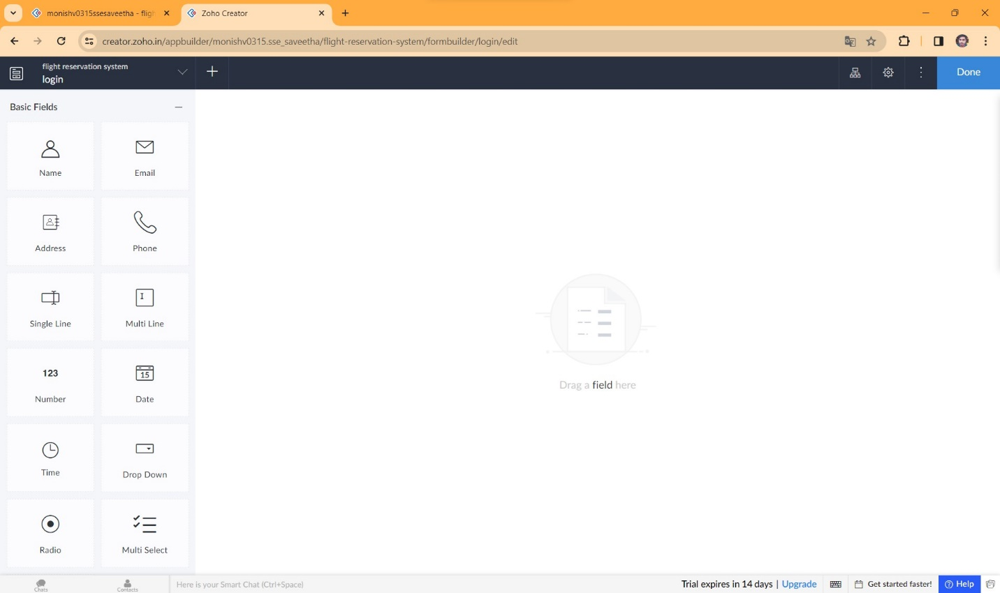 monishv0315ssesaveetha - fligh
Zoho Creator
creator.zoho.in/appbuilder/monishv0315.sse_saveetha/flight-reservation-system/formbuilder/login/edit
flight reservation system
login
Done
Basic Fields
Name
Email
Address
Phone
Single Line
Multi Line
123
15
Number
Date
Time
Drop Down
Radio
Multi Select
Drag a field here
Chats
Contacts
Here is your Smart Chat (Ctrl+Space)
Trial expires in 14 days | Upgrade
Get started faster!
Help